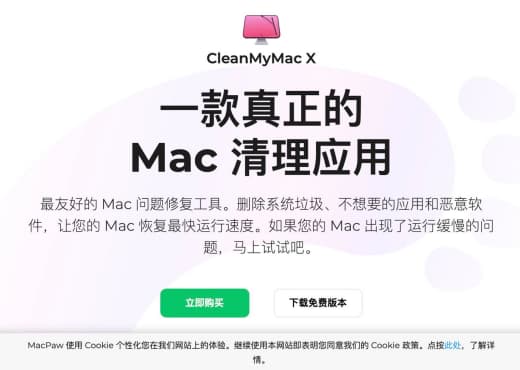 CleanMyMac X
一款真正的
Mac 清理应用
最友好的 Mac 问题修复工具。删除系统垃圾、不想要的应用和恶意软
件，让您的 Mac 恢复最快运行速度。如果您的 Mac 出现了运行缓慢的问
题，马上试试吧。
立即购买
下载免费版本
MacPaw 使用 Cookie 个性化您在我们网站上的体验。继续使用本网站即表明您同意我们的 Cookie 政策。点按此处，了解详
情。